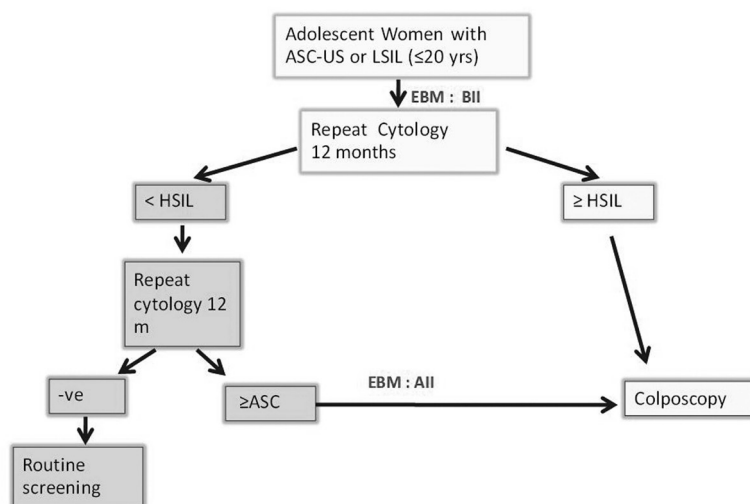 Adolescent Women with
ASC-US or LSIL (≤20 yrs)
EBM : BII
Repeat Cytology
12 months
< HSIL
≥ HSIL
Repeat
cytology 12
m
-ve
≥ASC
EBM : AII
Colposcopy
Routine
screening